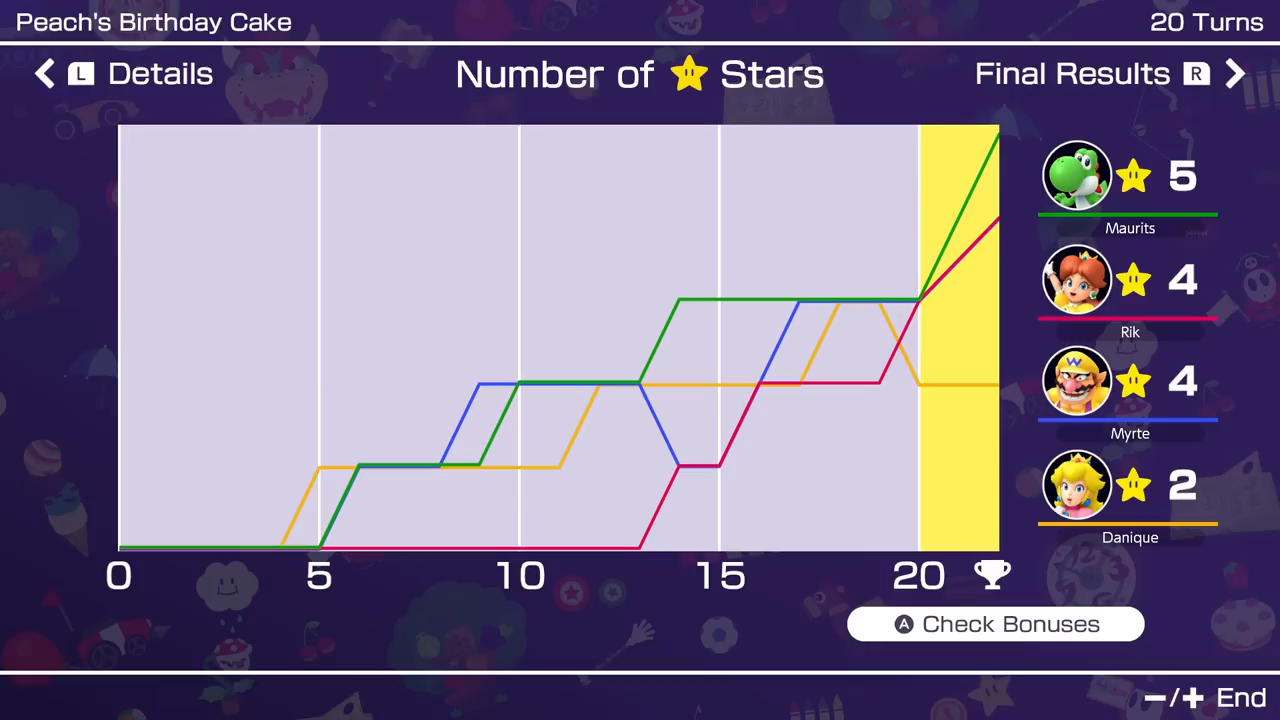 Peach's Birthday Cake
20 Turns
L Details
Number of Stars
Final Results R
5
Maurits
4
Rik
4
Myrte
2
Danique
0 5 10 15 20
A Check Bonuses
−/+ End